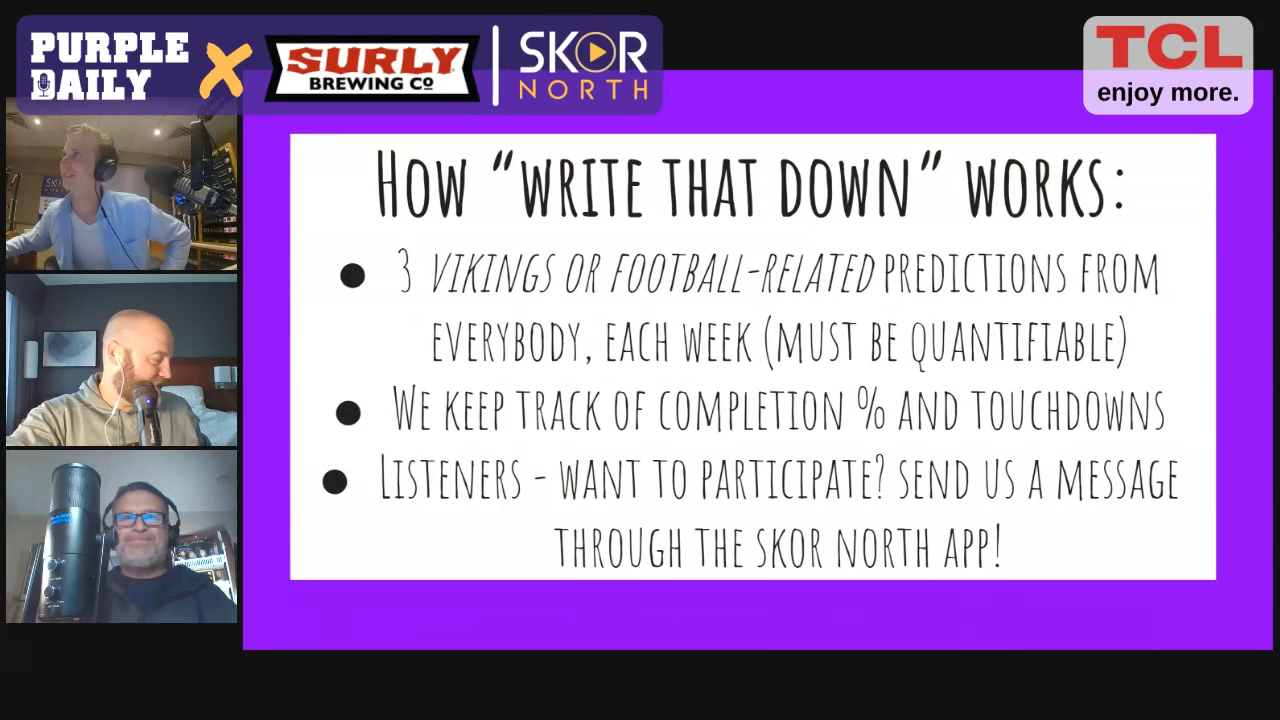 PURPLE
DAILY
X
SURLY
BREWING CO
SKOR
NORTH
TCL
enjoy more.
How “write that down” works:
● 3 vikings or football-related predictions from
everybody, each week (must be quantifiable)
● We keep track of completion % and touchdowns
● Listeners - want to participate? Send us a message
through the SKOR North app!